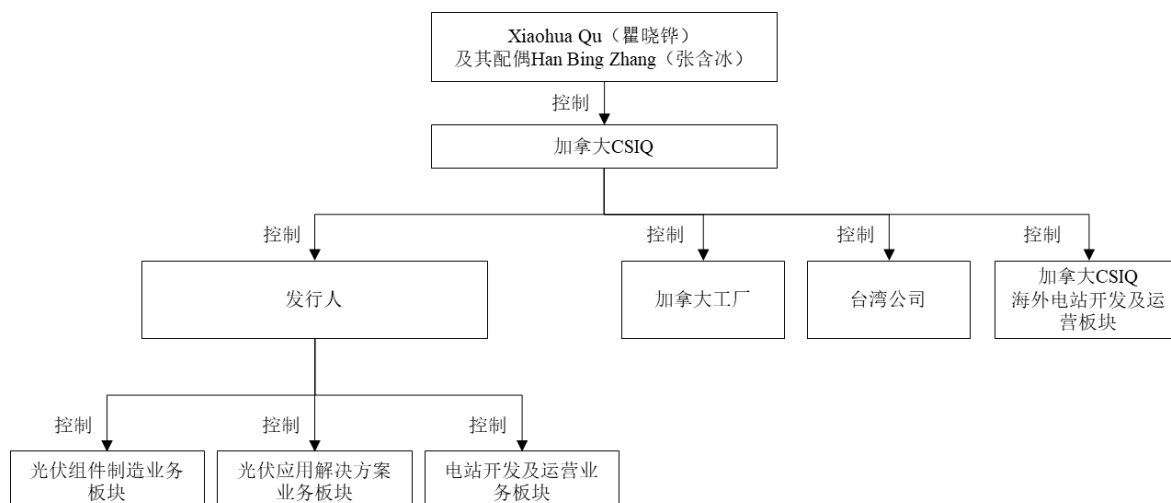 Xiaohua Qu（瞿晓铧）
及其配偶Han Bing Zhang（张含冰）
控制
加拿大CSIQ
控制
控制
控制
控制
发行人
加拿大工厂
台湾公司
加拿大CSIQ
海外电站开发及运
营板块
控制
控制
控制
光伏组件制造业务
板块
光伏应用解决方案
业务板块
电站开发及运营业
务板块